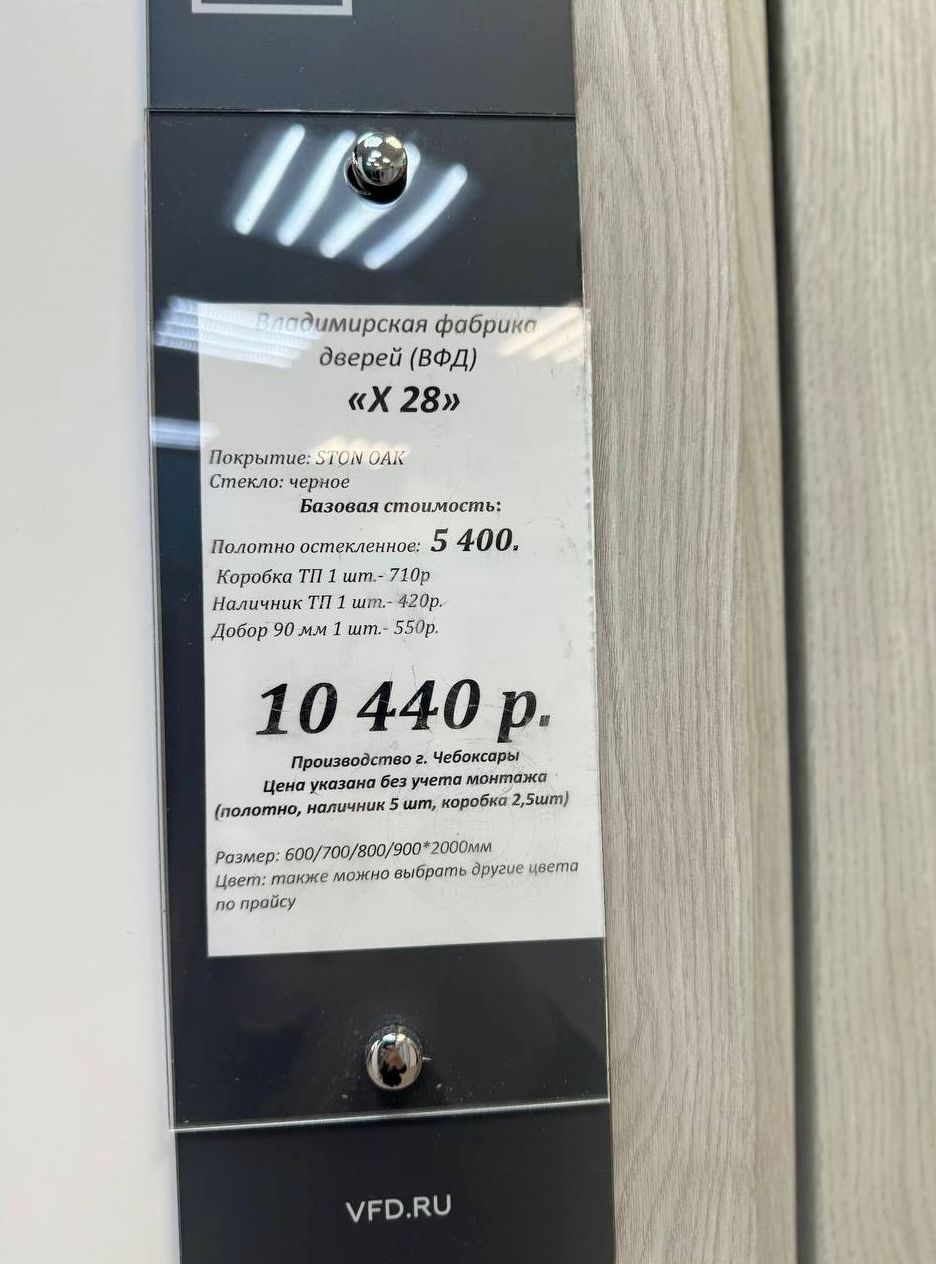 Владимирская фабрика
дверей (ВФД)
«X 28»
Покрытие: STON OAK
Стекло: черное
Базовая стоимость:
Полотно остекленное: 5 400.
Коробка ТП 1 шт.- 710р
Наличник ТП 1 шт.- 420р.
Добор 90 мм 1 шт.- 550р.
10 440 р.
Производство г. Чебоксары
Цена указана без учета монтажа
(полотно, наличник 5 шт, коробка 2,5шт)
Размер: 600/700/800/900*2000мм
Цвет: также можно выбрать другие цвета
по прайсу
VFD.RU